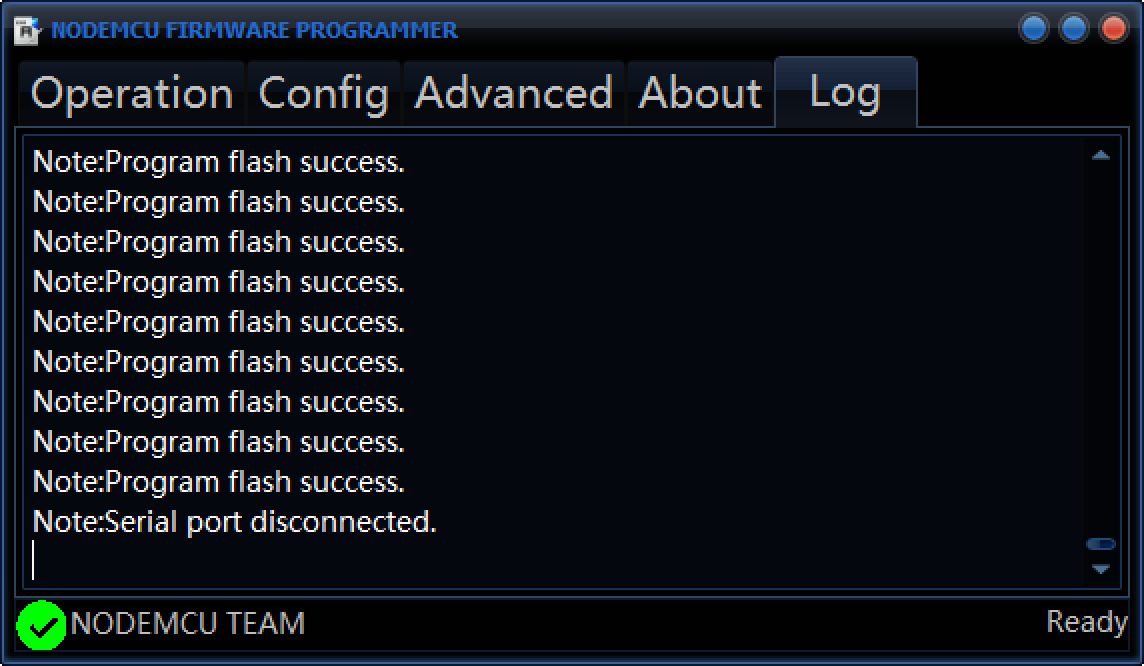 NODEMCU FIRMWARE PROGRAMMER
Operation Config Advanced About Log
Note:Program flash success.
Note:Program flash success.
Note:Program flash success.
Note:Program flash success.
Note:Program flash success.
Note:Program flash success.
Note:Program flash success.
Note:Program flash success.
Note:Program flash success.
Note:Serial port disconnected.
NODEMCU TEAM Ready